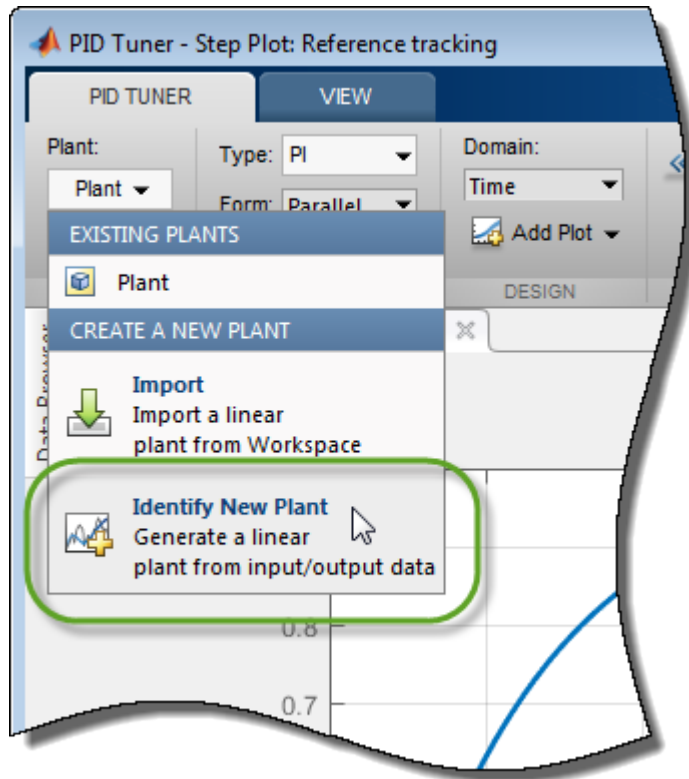 PID Tuner - Step Plot: Reference tracking
PID TUNER
VIEW
Plant:
Type: PI
Domain:
Plant
Form: Parallel
Time
Add Plot
EXISTING PLANTS
Plant
DESIGN
CREATE A NEW PLANT
Data Browser
Import
Import a linear
plant from Workspace
Identify New Plant
Generate a linear
plant from input/output data
0.8
0.7